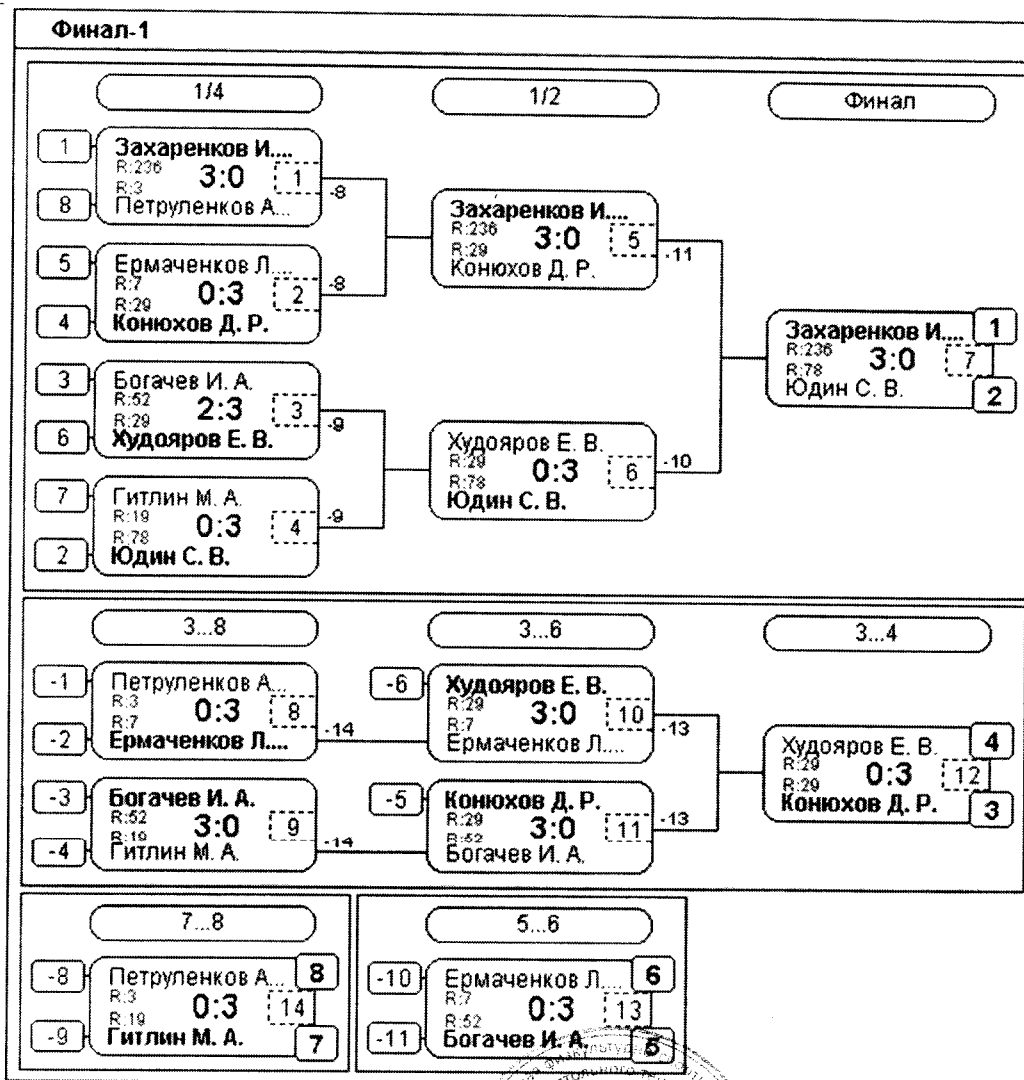 Финал-1
1/4
1/2
Финал
1
Захаренков И....
R:236
3:0
1
R:3
8
Петруленков А...
-8
5
Ермаченков Л....
R:7
0:3
2
R:29
4
Конюхов Д. Р.
-8
3
Богачев И. А.
R:52
2:3
3
R:29
6
Худояров Е. В.
-9
7
Гитлин М. А.
R:19
0:3
4
R:78
2
Юдин С. В.
-9
Захаренков И....
R:236
3:0
5
R:29
Конюхов Д. Р.
-11
Худояров Е. В.
R:29
0:3
6
R:78
Юдин С. В.
-10
Захаренков И....
1
R:236
3:0
7
R:78
Юдин С. В.
2
3...8
3...6
3...4
-1
Петруленков А...
R:3
0:3
8
R:7
-2
Ермаченков Л....
-14
-3
Богачев И. А.
R:52
3:0
9
R:19
-4
Гитлин М. А.
-14
-6
Худояров Е. В.
R:29
3:0
10
R:7
Ермаченков Л....
-13
-5
Конюхов Д. Р.
R:29
3:0
11
R:52
Богачев И. А.
-13
Худояров Е. В.
4
R:29
0:3
12
R:29
Конюхов Д. Р.
3
7...8
-8
Петруленков А...
8
R:3
0:3
14
R:19
-9
Гитлин М. А.
7
5...6
-10
Ермаченков Л....
6
R:7
0:3
13
R:52
-11
Богачев И. А.
5